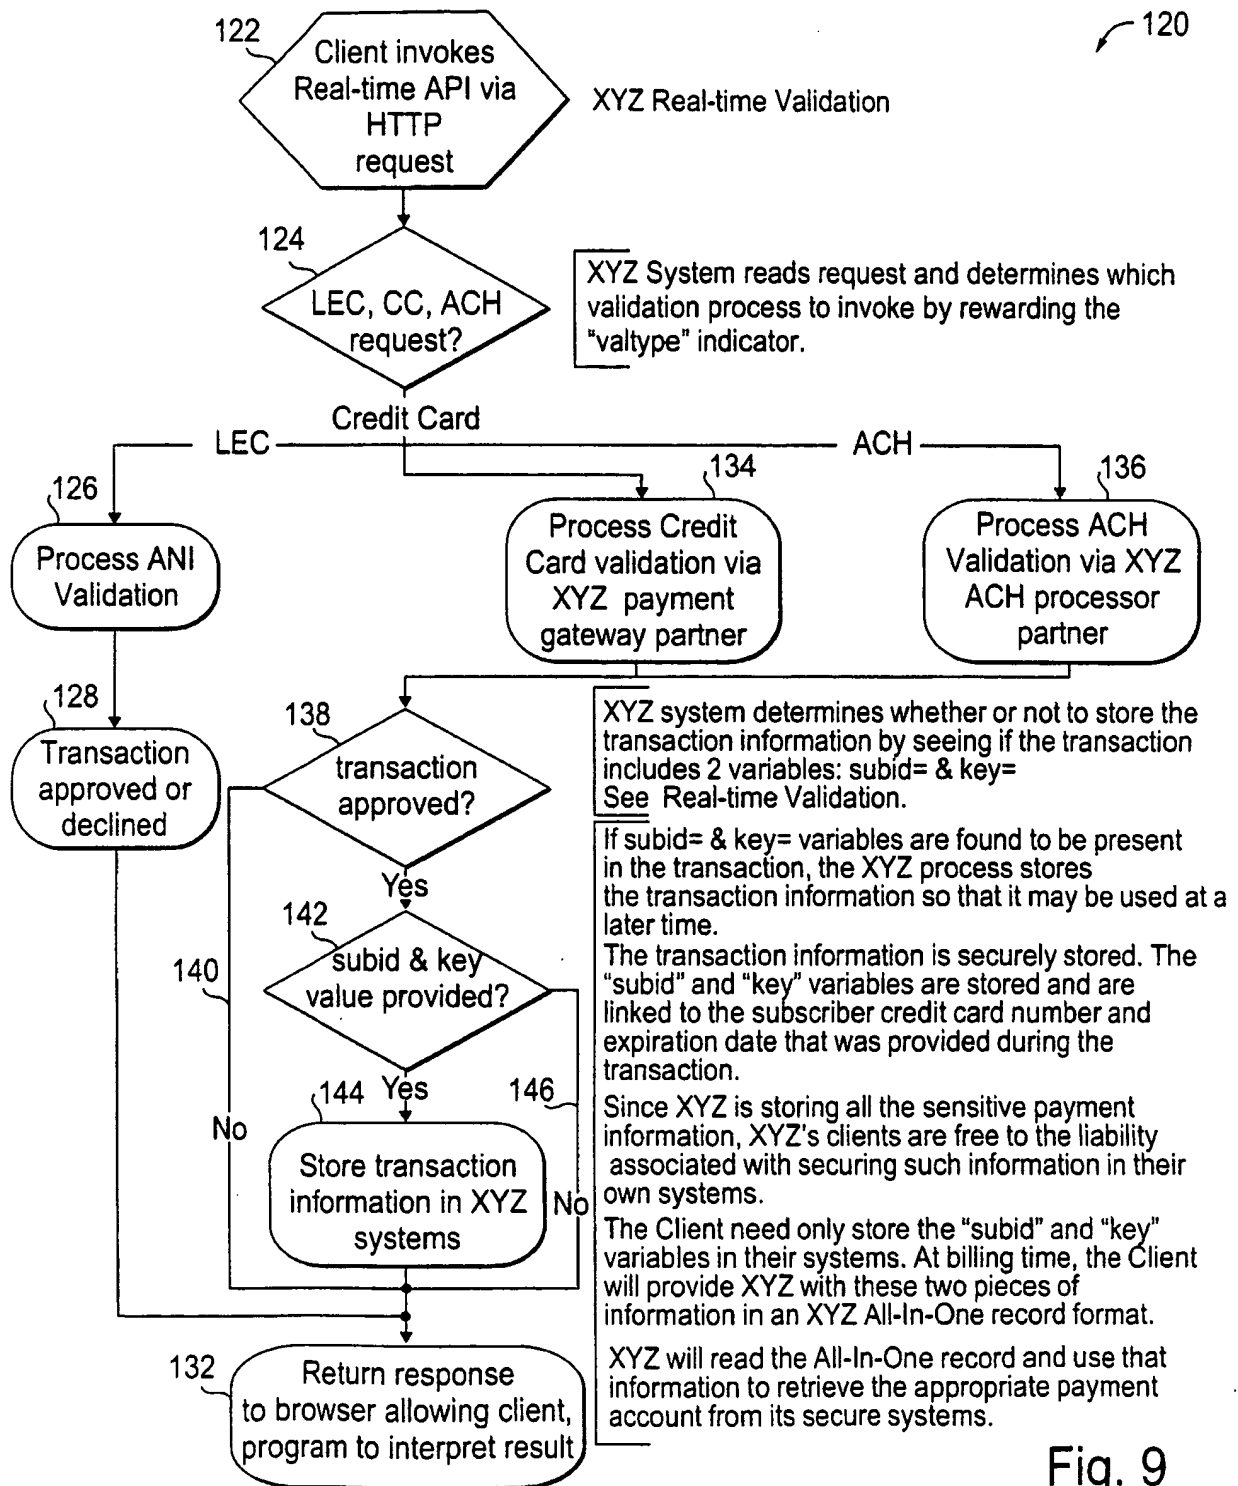 120
122
Client invokes
Real-time API via
HTTP
request
XYZ Real-time Validation
124
LEC, CC, ACH
request?
XYZ System reads request and determines which
validation process to invoke by rewarding the
"valtype" indicator.
Credit Card
LEC
ACH
126
134
136
Process ANI
Validation
Process Credit
Card validation via
XYZ payment
gateway partner
Process ACH
Validation via XYZ
ACH processor
partner
128
Transaction
approved or
declined
138
transaction
approved?
XYZ system determines whether or not to store the
transaction information by seeing if the transaction
includes 2 variables: subid= & key=
See Real-time Validation.
Yes
142
subid & key
value provided?
140
If subid= & key= variables are found to be present
in the transaction, the XYZ process stores
the transaction information so that it may be used at a
later time.
The transaction information is securely stored. The
"subid" and "key" variables are stored and are
linked to the subscriber credit card number and
expiration date that was provided during the
transaction.
144
Yes
146
No
Store transaction
information in XYZ
systems
No
Since XYZ is storing all the sensitive payment
information, XYZ's clients are free to the liability
associated with securing such information in their
own systems.
The Client need only store the "subid" and "key"
variables in their systems. At billing time, the Client
will provide XYZ with these two pieces of
information in an XYZ All-In-One record format.
132
Return response
to browser allowing client,
program to interpret result
XYZ will read the All-In-One record and use that
information to retrieve the appropriate payment
account from its secure systems.
Fig. 9